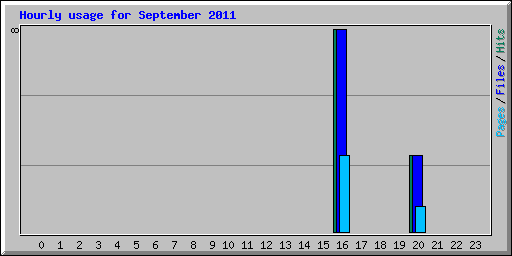 Hourly usage for September 2011
8
Pages/Files/Hits
0 1 2 3 4 5 6 7 8 9 10 11 12 13 14 15 16 17 18 19 20 21 22 23